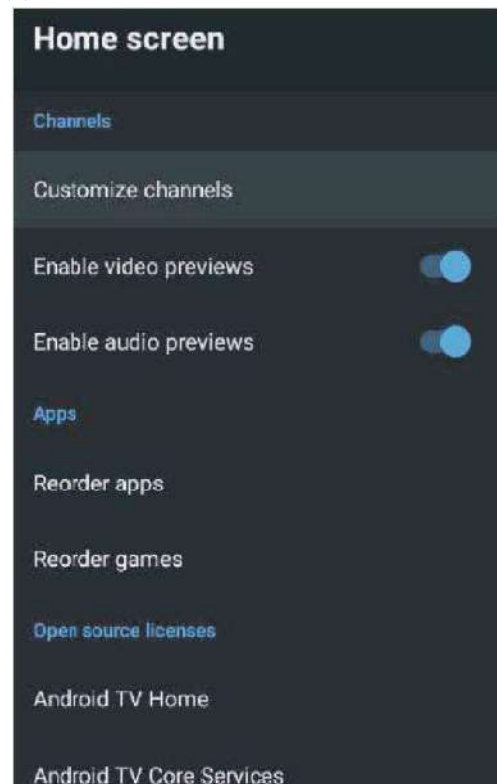 Home screen
Channels
Customize channels
Enable video previews
Enable audio previews
Apps
Reorder apps
Reorder games
Open source licenses
Android TV Home
Android TV Core Services